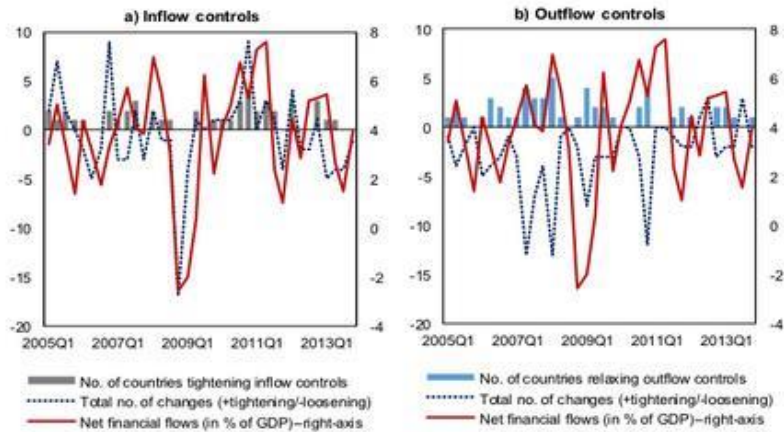 a) Inflow controls
10
5
0
-5
-10
-15
-20
8
6
4
2
0
-2
-4
2005Q1 2007Q1 2009Q1 2011Q1 2013Q1
No. of countries tightening inflow controls
Total no. of changes (+tightening/-loosening)
Net financial flows (in % of GDP)–right-axis
b) Outflow controls
10
5
0
-5
-10
-15
-20
8
6
4
2
0
-2
-4
2005Q1 2007Q1 2009Q1 2011Q1 2013Q1
No. of countries relaxing outflow controls
Total no. of changes (+tightening/-loosening)
Net financial flows (in % of GDP)–right-axis